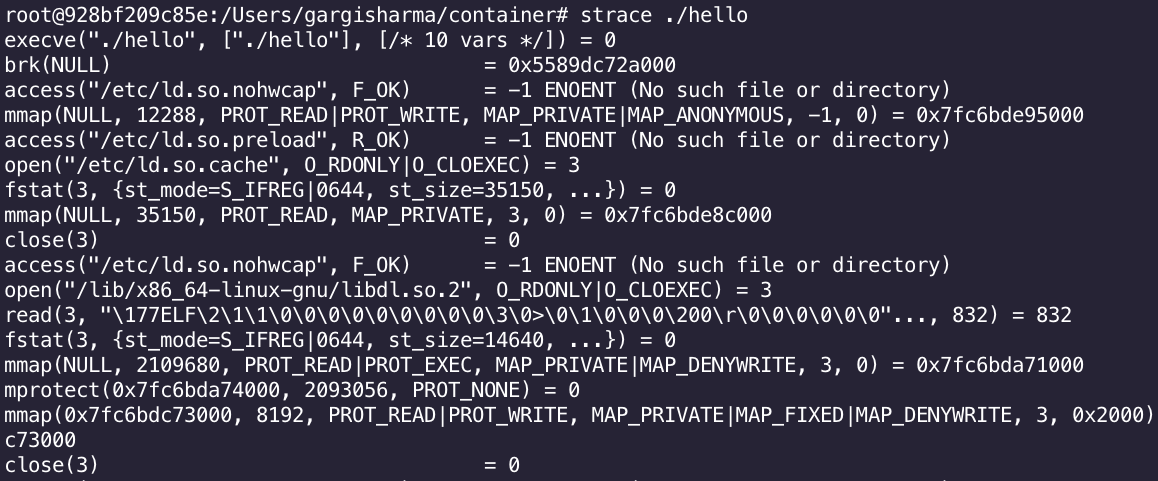 root@928bf209c85e:/Users/gargisharma/container# strace ./hello
execve("./hello", ["./hello"], [/* 10 vars */]) = 0
brk(NULL)                               = 0x5589dc72a000
access("/etc/ld.so.nohwcap", F_OK)      = -1 ENOENT (No such file or directory)
mmap(NULL, 12288, PROT_READ|PROT_WRITE, MAP_PRIVATE|MAP_ANONYMOUS, -1, 0) = 0x7fc6bde95000
access("/etc/ld.so.preload", R_OK)      = -1 ENOENT (No such file or directory)
open("/etc/ld.so.cache", O_RDONLY|O_CLOEXEC) = 3
fstat(3, {st_mode=S_IFREG|0644, st_size=35150, ...}) = 0
mmap(NULL, 35150, PROT_READ, MAP_PRIVATE, 3, 0) = 0x7fc6bde8c000
close(3)                                = 0
access("/etc/ld.so.nohwcap", F_OK)      = -1 ENOENT (No such file or directory)
open("/lib/x86_64-linux-gnu/libdl.so.2", O_RDONLY|O_CLOEXEC) = 3
read(3, "\177ELF\2\1\1\0\0\0\0\0\0\0\0\0\3\0>\0\1\0\0\0\200\r\0\0\0\0\0\0"..., 832) = 832
fstat(3, {st_mode=S_IFREG|0644, st_size=14640, ...}) = 0
mmap(NULL, 2109680, PROT_READ|PROT_EXEC, MAP_PRIVATE|MAP_DENYWRITE, 3, 0) = 0x7fc6bda71000
mprotect(0x7fc6bda74000, 2093056, PROT_NONE) = 0
mmap(0x7fc6bdc73000, 8192, PROT_READ|PROT_WRITE, MAP_PRIVATE|MAP_FIXED|MAP_DENYWRITE, 3, 0x2000)
c73000
close(3)                                = 0